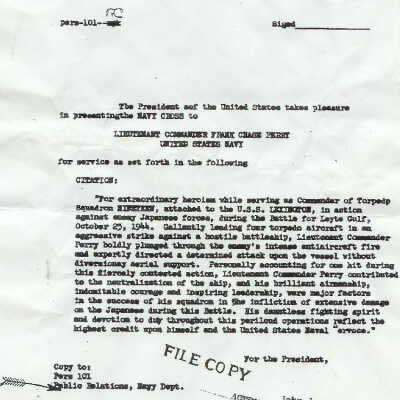 Pers-101-- Signed
The President aof the United States takes pleasure
in presentingthe NAVY CROSS to
LIEUTENANT COMMANDER FRANK CHASE PERRY
UNITED STATES NAVY
for service as set forth in the following
CITATION:
"For extraordinary heroism while serving as Commander of Torpedp
Squadron NINETEEN, attached to the U.S.S. LEXINGTON, in action
against enemy Japanese forces, during the Battle for Leyte Gulf,
October 25, 1944. Gallantly leading four torpedo aircraft in an
aggressive strike against a hostile battleship, Lieutenant Commander
Perry boldly plunged through the enemy's intense antiaircraft fire
and expertly directed a determined attack upon the vessel without
diversionay aerial support. Personally accounting for one hit during
this fiercely contested action, Lieutenant Commander Perry contributed
to the neutralization of the ship, and his brilliant airmanship,
indomitable courage and inspiring leadership, were major factors
in the success of his squadron in the infliction of extensive damage
on the Japanese during this Battle. His dauntless fighting spirit
and devotion to duty throughout this perilous operations reflect the
highest credit upon himself and the United States Naval ervoce."
FILE COPY
For the President,
Copy to:
Pers 101
Public Relations, Navy Dept.